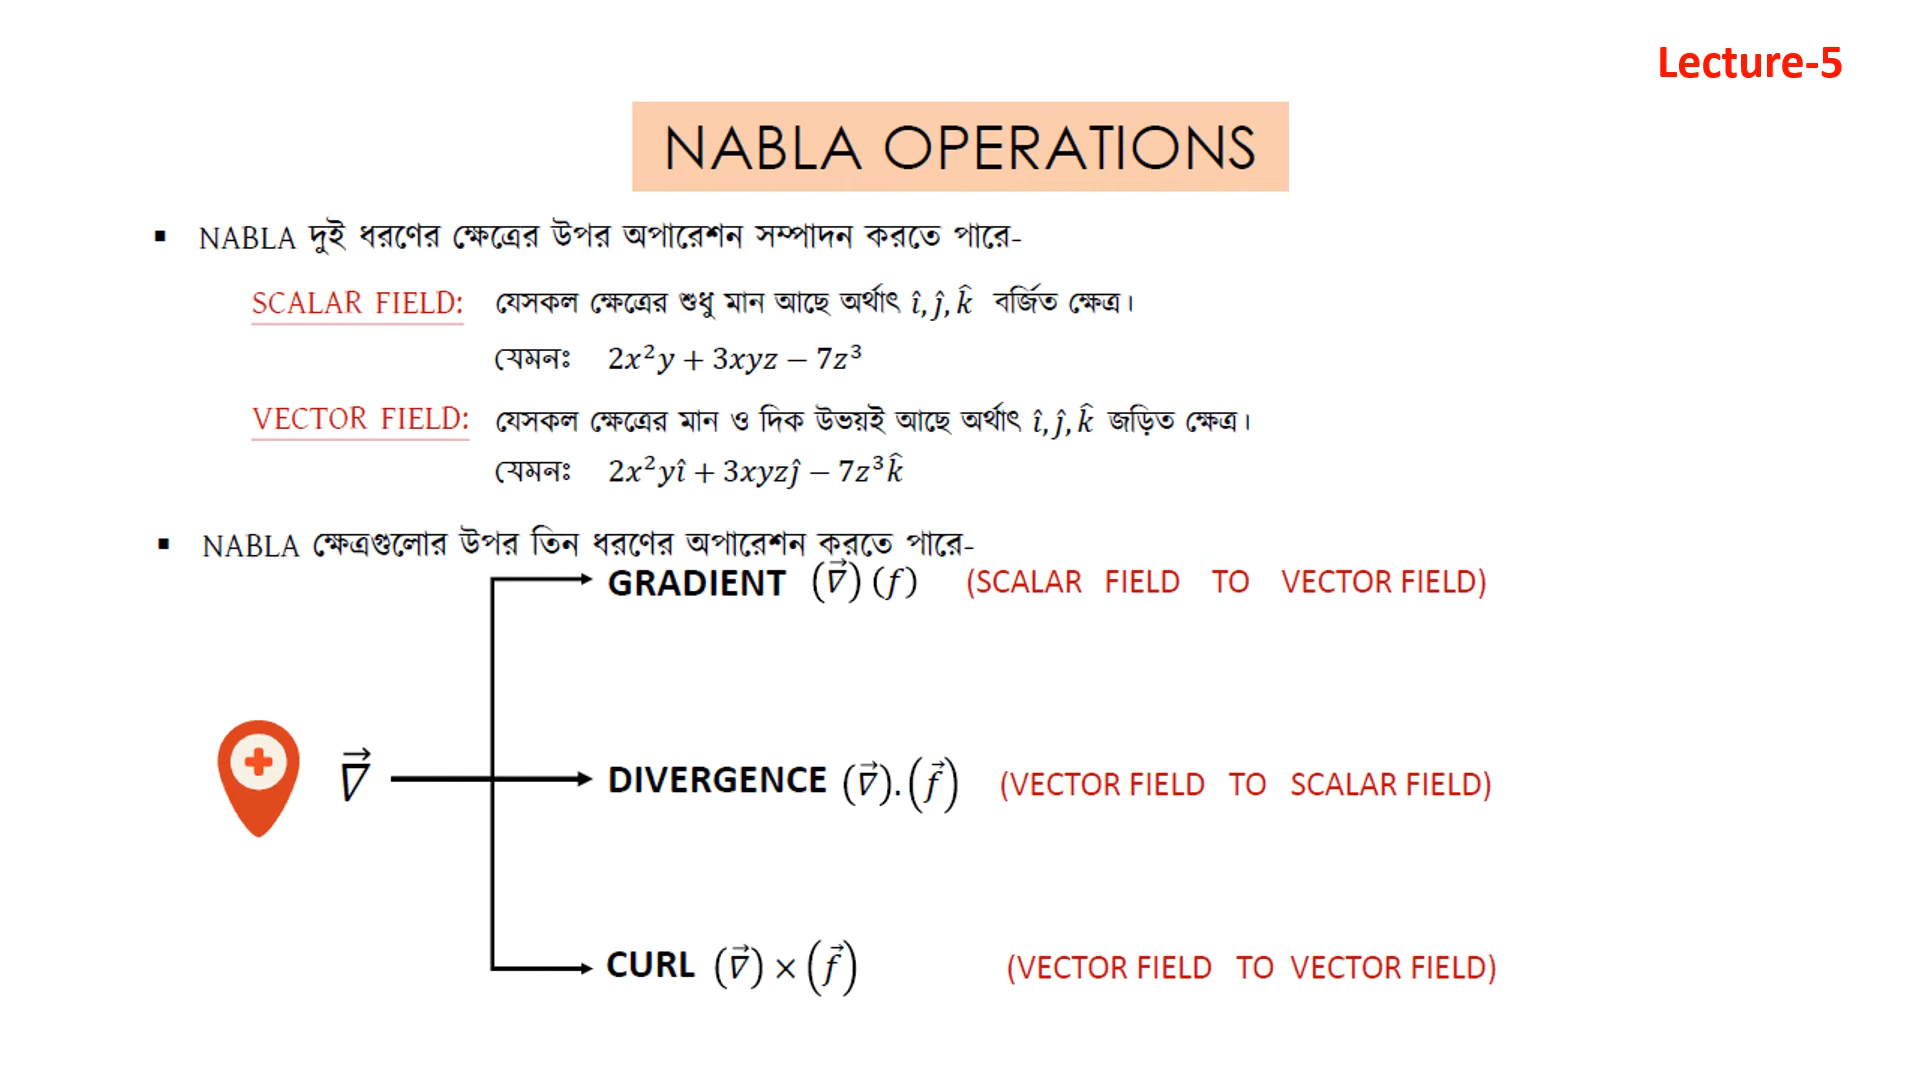 Lecture-5
NABLA OPERATIONS
▪ NABLA দুই ধরণের ক্ষেত্রের উপর অপারেশন সম্পাদন করতে পারে-
SCALAR FIELD: যেসকল ক্ষেত্রের শুধু মান আছে অর্থাৎ î, ĵ, k̂ বর্জিত ক্ষেত্র।
যেমনঃ 2x²y + 3xyz − 7z³
VECTOR FIELD: যেসকল ক্ষেত্রের মান ও দিক উভয়ই আছে অর্থাৎ î, ĵ, k̂ জড়িত ক্ষেত্র।
যেমনঃ 2x²yî + 3xyzĵ − 7z³k̂
▪ NABLA ক্ষেত্রগুলোর উপর তিন ধরণের অপারেশন করতে পারে-
GRADIENT (∇⃗) (f) (SCALAR FIELD TO VECTOR FIELD)
∇⃗
DIVERGENCE (∇⃗).(f⃗) (VECTOR FIELD TO SCALAR FIELD)
CURL (∇⃗) × (f⃗) (VECTOR FIELD TO VECTOR FIELD)